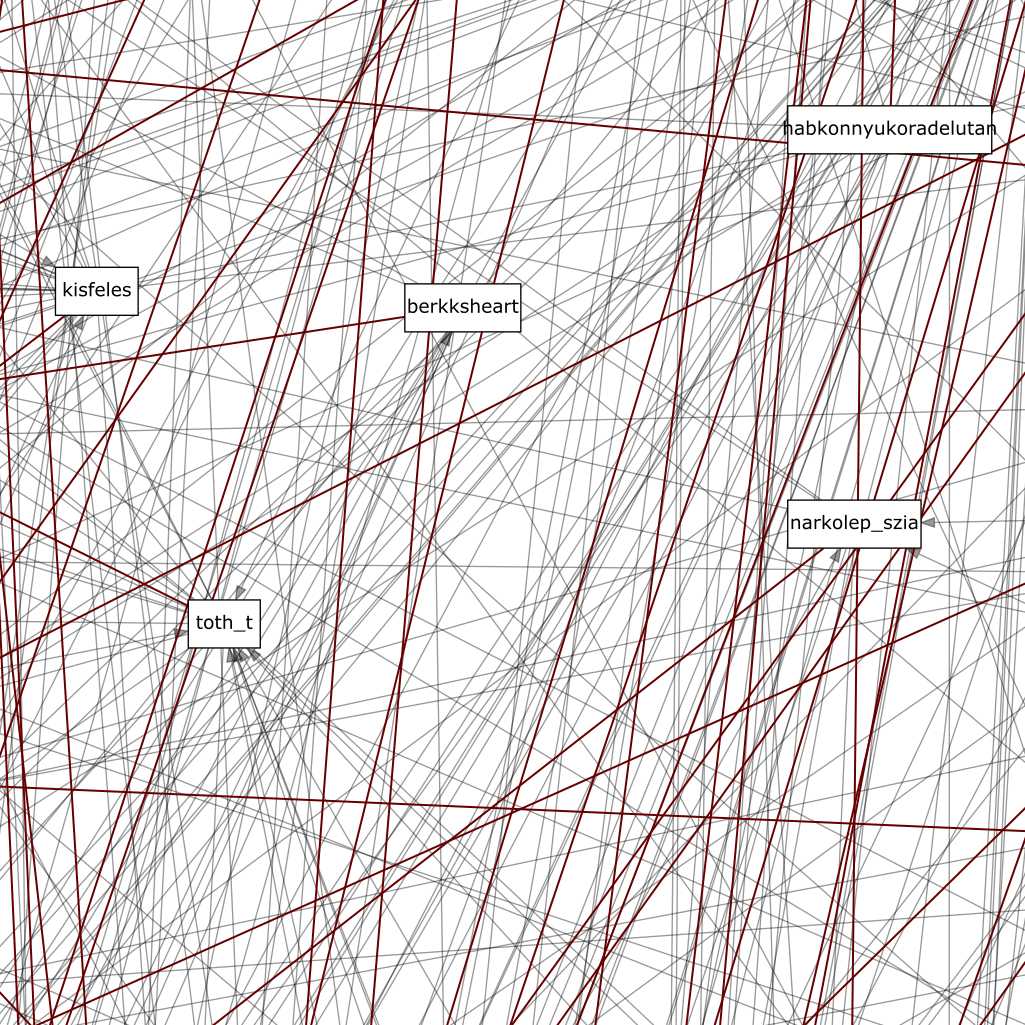 habkonnyukoradelutan
kisfeles
berkksheart
narkolep_szia
toth_t